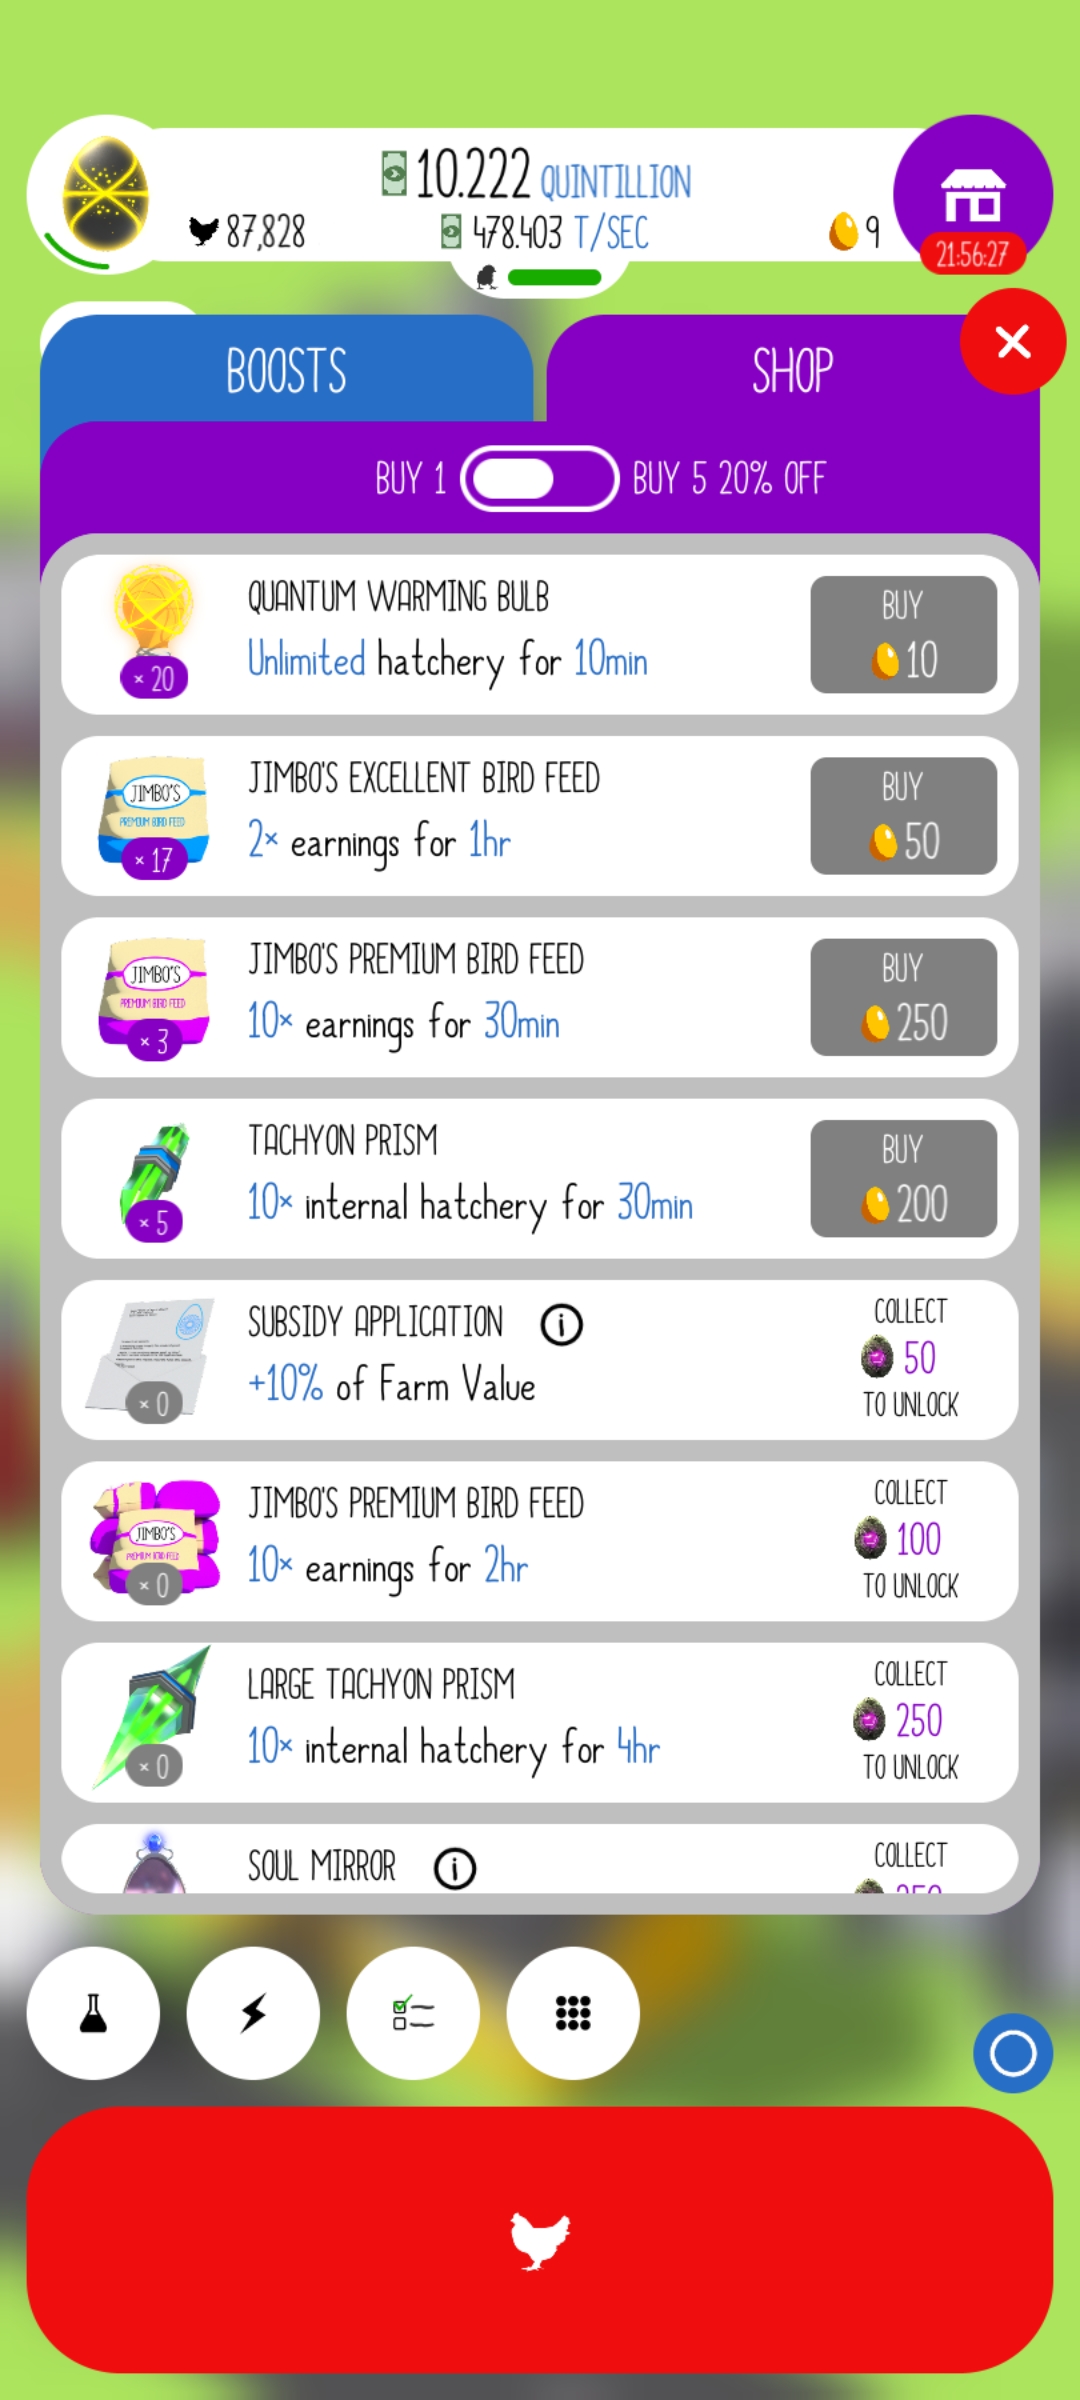 10.222 QUINTILLION
87,828
478.403 T/SEC
9
21:56:27
BOOSTS
SHOP
BUY 1
BUY 5 20% OFF
QUANTUM WARMING BULB
Unlimited hatchery for 10min
× 20
BUY
10
JIMBO'S
PREMIUM BIRD FEED
× 17
JIMBO'S EXCELLENT BIRD FEED
2× earnings for 1hr
BUY
50
JIMBO'S
PREMIUM BIRD FEED
× 3
JIMBO'S PREMIUM BIRD FEED
10× earnings for 30min
BUY
250
TACHYON PRISM
10× internal hatchery for 30min
× 5
BUY
200
SUBSIDY APPLICATION
+10% of Farm Value
× 0
COLLECT
50
TO UNLOCK
JIMBO'S
PREMIUM BIRD FEED
× 0
JIMBO'S PREMIUM BIRD FEED
10× earnings for 2hr
COLLECT
100
TO UNLOCK
LARGE TACHYON PRISM
10× internal hatchery for 4hr
× 0
COLLECT
250
TO UNLOCK
SOUL MIRROR
COLLECT